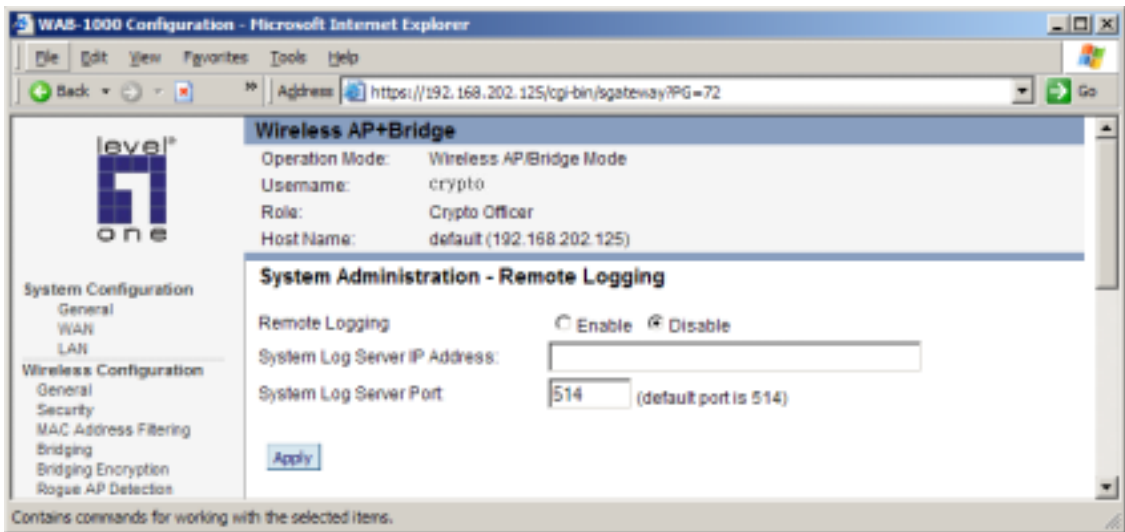 WAB-1000 Configuration - Microsoft Internet Explorer
File Edit View Favorites Tools Help
Back Address https://192.168.202.125/cgi-bin/sgateway?PG=72 Go
level one
Wireless AP+Bridge
Operation Mode: Wireless AP/Bridge Mode
Username: crypto
Role: Crypto Officer
Host Name: default (192.168.202.125)
System Configuration
General
WAN
LAN
Wireless Configuration
General
Security
MAC Address Filtering
Bridging
Bridging Encryption
Rogue AP Detection
System Administration - Remote Logging
Remote Logging Enable Disable
System Log Server IP Address:
System Log Server Port 514 (default port is 514)
Apply
Contains commands for working with the selected items.